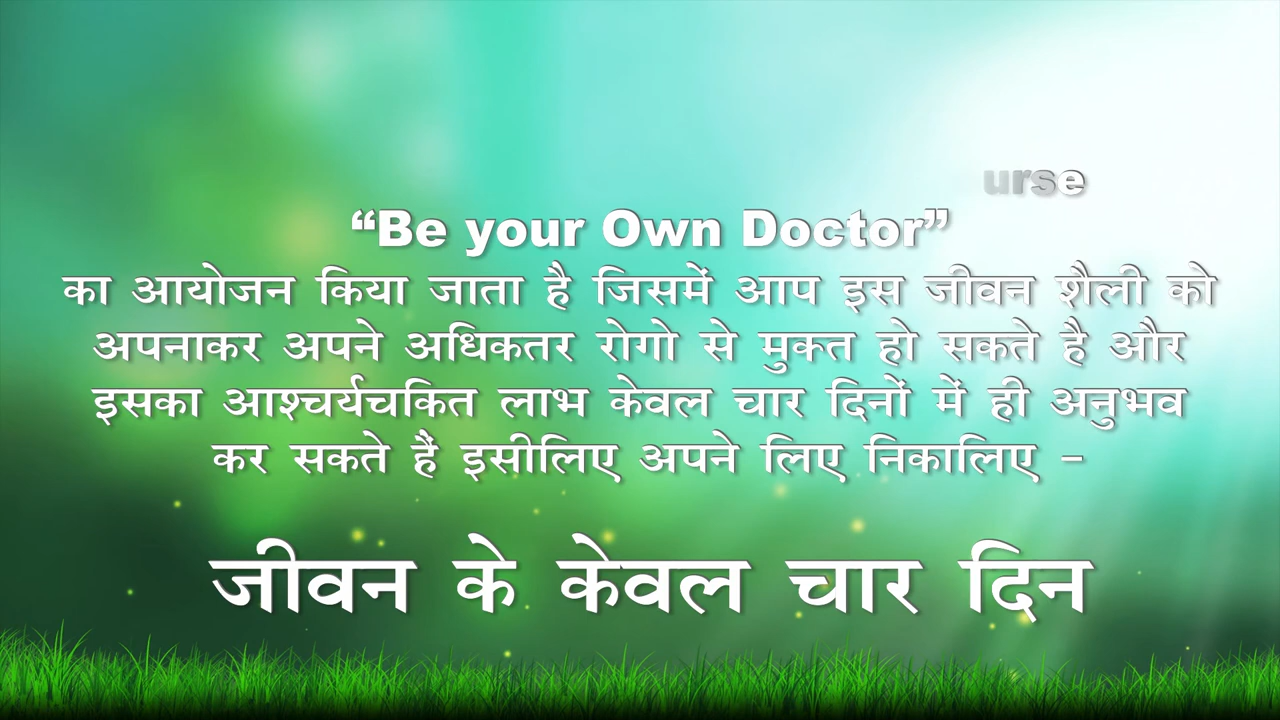 “Be your Own Doctor”
का आयोजन किया जाता है जिसमें आप इस जीवन शैली को
अपनाकर अपने अधिकतर रोगो से मुक्त हो सकते है और
इसका आश्चर्यचकित लाभ केवल चार दिनों में ही अनुभव
कर सकते हैं इसीलिए अपने लिए निकालिए –
जीवन के केवल चार दिन